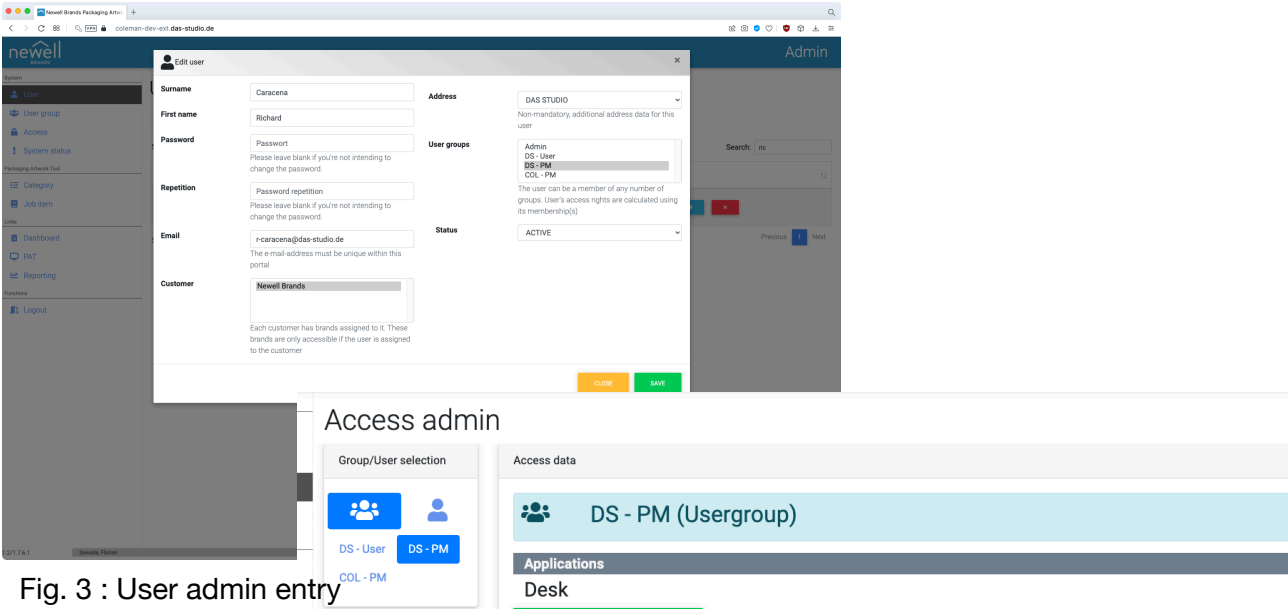 Newell Brands Packaging Artwo
VPN
coleman-dev-ext.das-studio.de
newell
BRANDS
Admin
System
User
User group
Access
System status
Packaging Artwork Tool
Category
Job item
Links
Dashboard
PAT
Reporting
Functions
Logout
Edit user
×
Surname
Caracena
First name
Richard
Password
Passwort
Please leave blank if you're not intending to
change the password.
Repetition
Password repetition
Please leave blank if you're not intending to
change the password.
Email
r-caracena@das-studio.de
The e-mail-address must be unique within this
portal
Customer
Newell Brands
Each customer has brands assigned to it. These
brands are only accessible if the user is assigned
to the customer
Address
DAS STUDIO
Non-mandatory, additional address data for this
user
User groups
Admin
DS - User
DS - PM
COL - PM
The user can be a member of any number of
groups. User's access rights are calculated using
its membership(s)
Status
ACTIVE
CLOSE
SAVE
Search: ric
×
Previous 1 Next
Sewade, Florian
Fig. 3 : User admin entry
Access admin
Group/User selection
DS - User
DS - PM
COL - PM
Access data
DS - PM (Usergroup)
Applications
Desk